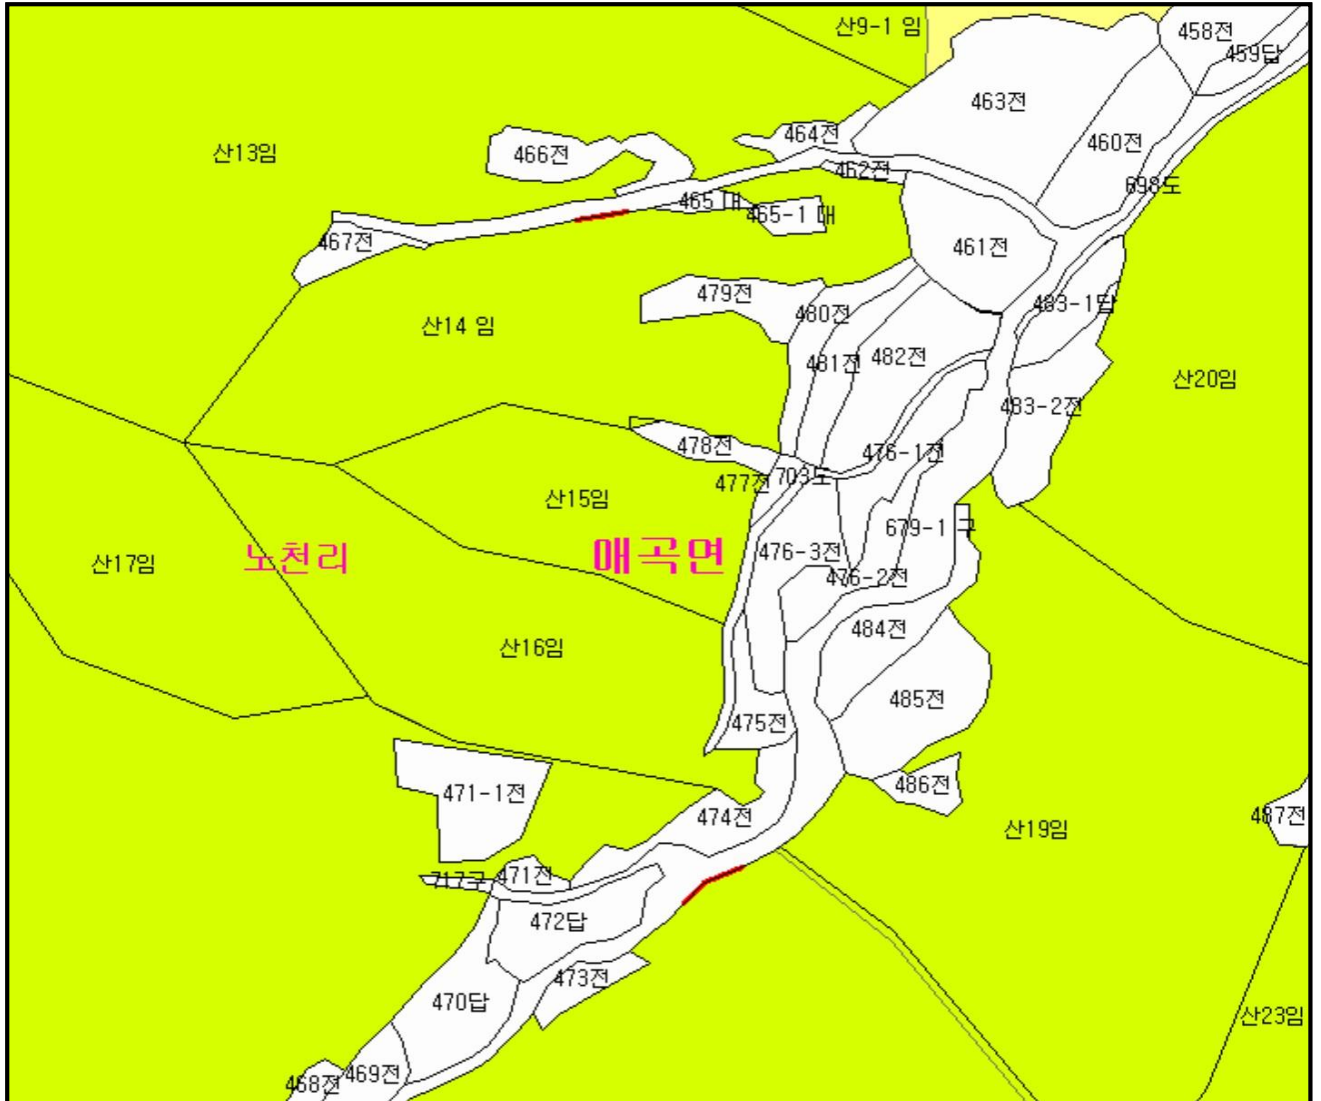 산9-1 임
458전
459답
463전
464전
460전
산13임
466전
462전
698도
465 대
465-1 대
467전
461전
479전
480전
483-1답
산14 임
481전
482전
산20임
483-2전
478전
476-1전
477전
703도
산15임
679-1 구
노천리
매곡면
476-3전
산17임
476-2전
484전
산16임
485전
475전
486전
471-1전
474전
487전
산19임
471전
717구
472답
473전
470답
산23임
469전
468전